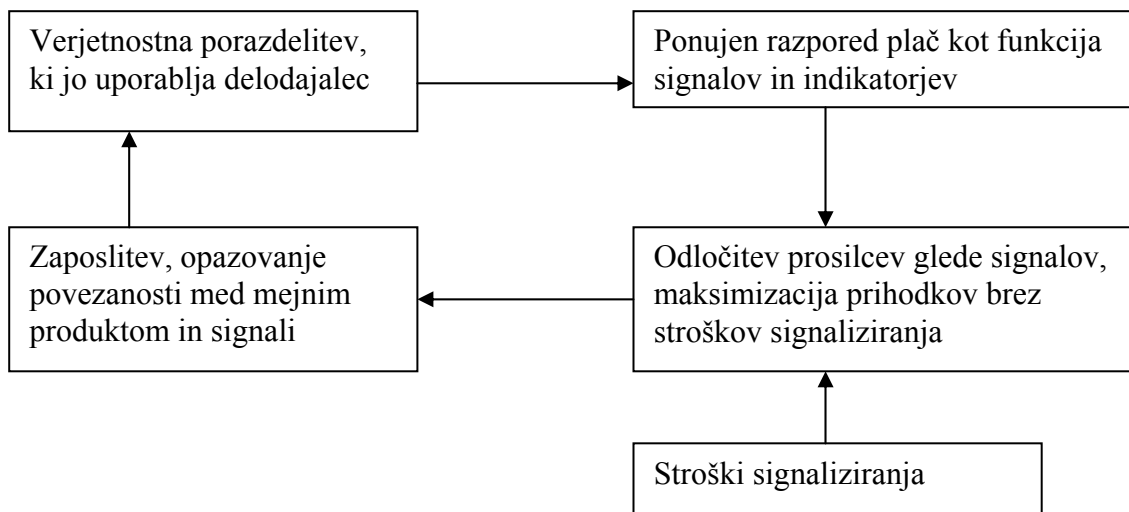 Verjetnostna porazdelitev,
ki jo uporablja delodajalec
Ponujen razpored plač kot funkcija
signalov in indikatorjev
Zaposlitev, opazovanje
povezanosti med mejnim
produktom in signali
Odločitev prosilcev glede signalov,
maksimizacija prihodkov brez
stroškov signaliziranja
Stroški signaliziranja